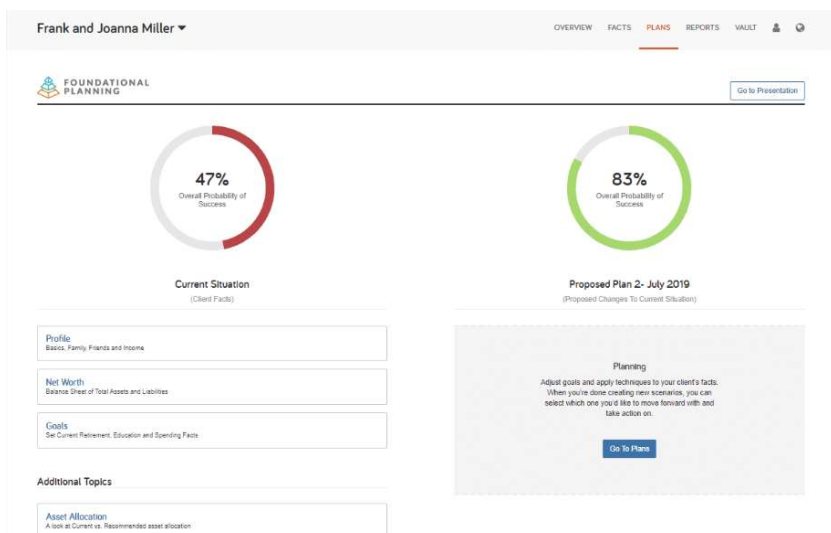 Frank and Joanna Miller
OVERVIEW FACTS PLANS REPORTS VAULT
FOUNDATIONAL
PLANNING
Go to Presentation
47%
Overall Probability of
Success
83%
Overall Probability of
Success
Current Situation
(Client Facts)
Proposed Plan 2- July 2019
(Proposed Changes To Current Situation)
Profile
Basics, Family, Friends and Income
Net Worth
Balance Sheet of Total Assets and Liabilities
Goals
Set Current Retirement, Education and Spending Facts
Planning
Adjust goals and apply techniques to your client's facts.
When you're done creating new scenarios, you can
select which one you'd like to move forward with and
take action on.
Go To Plans
Additional Topics
Asset Allocation
A look at Current vs. Recommended asset allocation